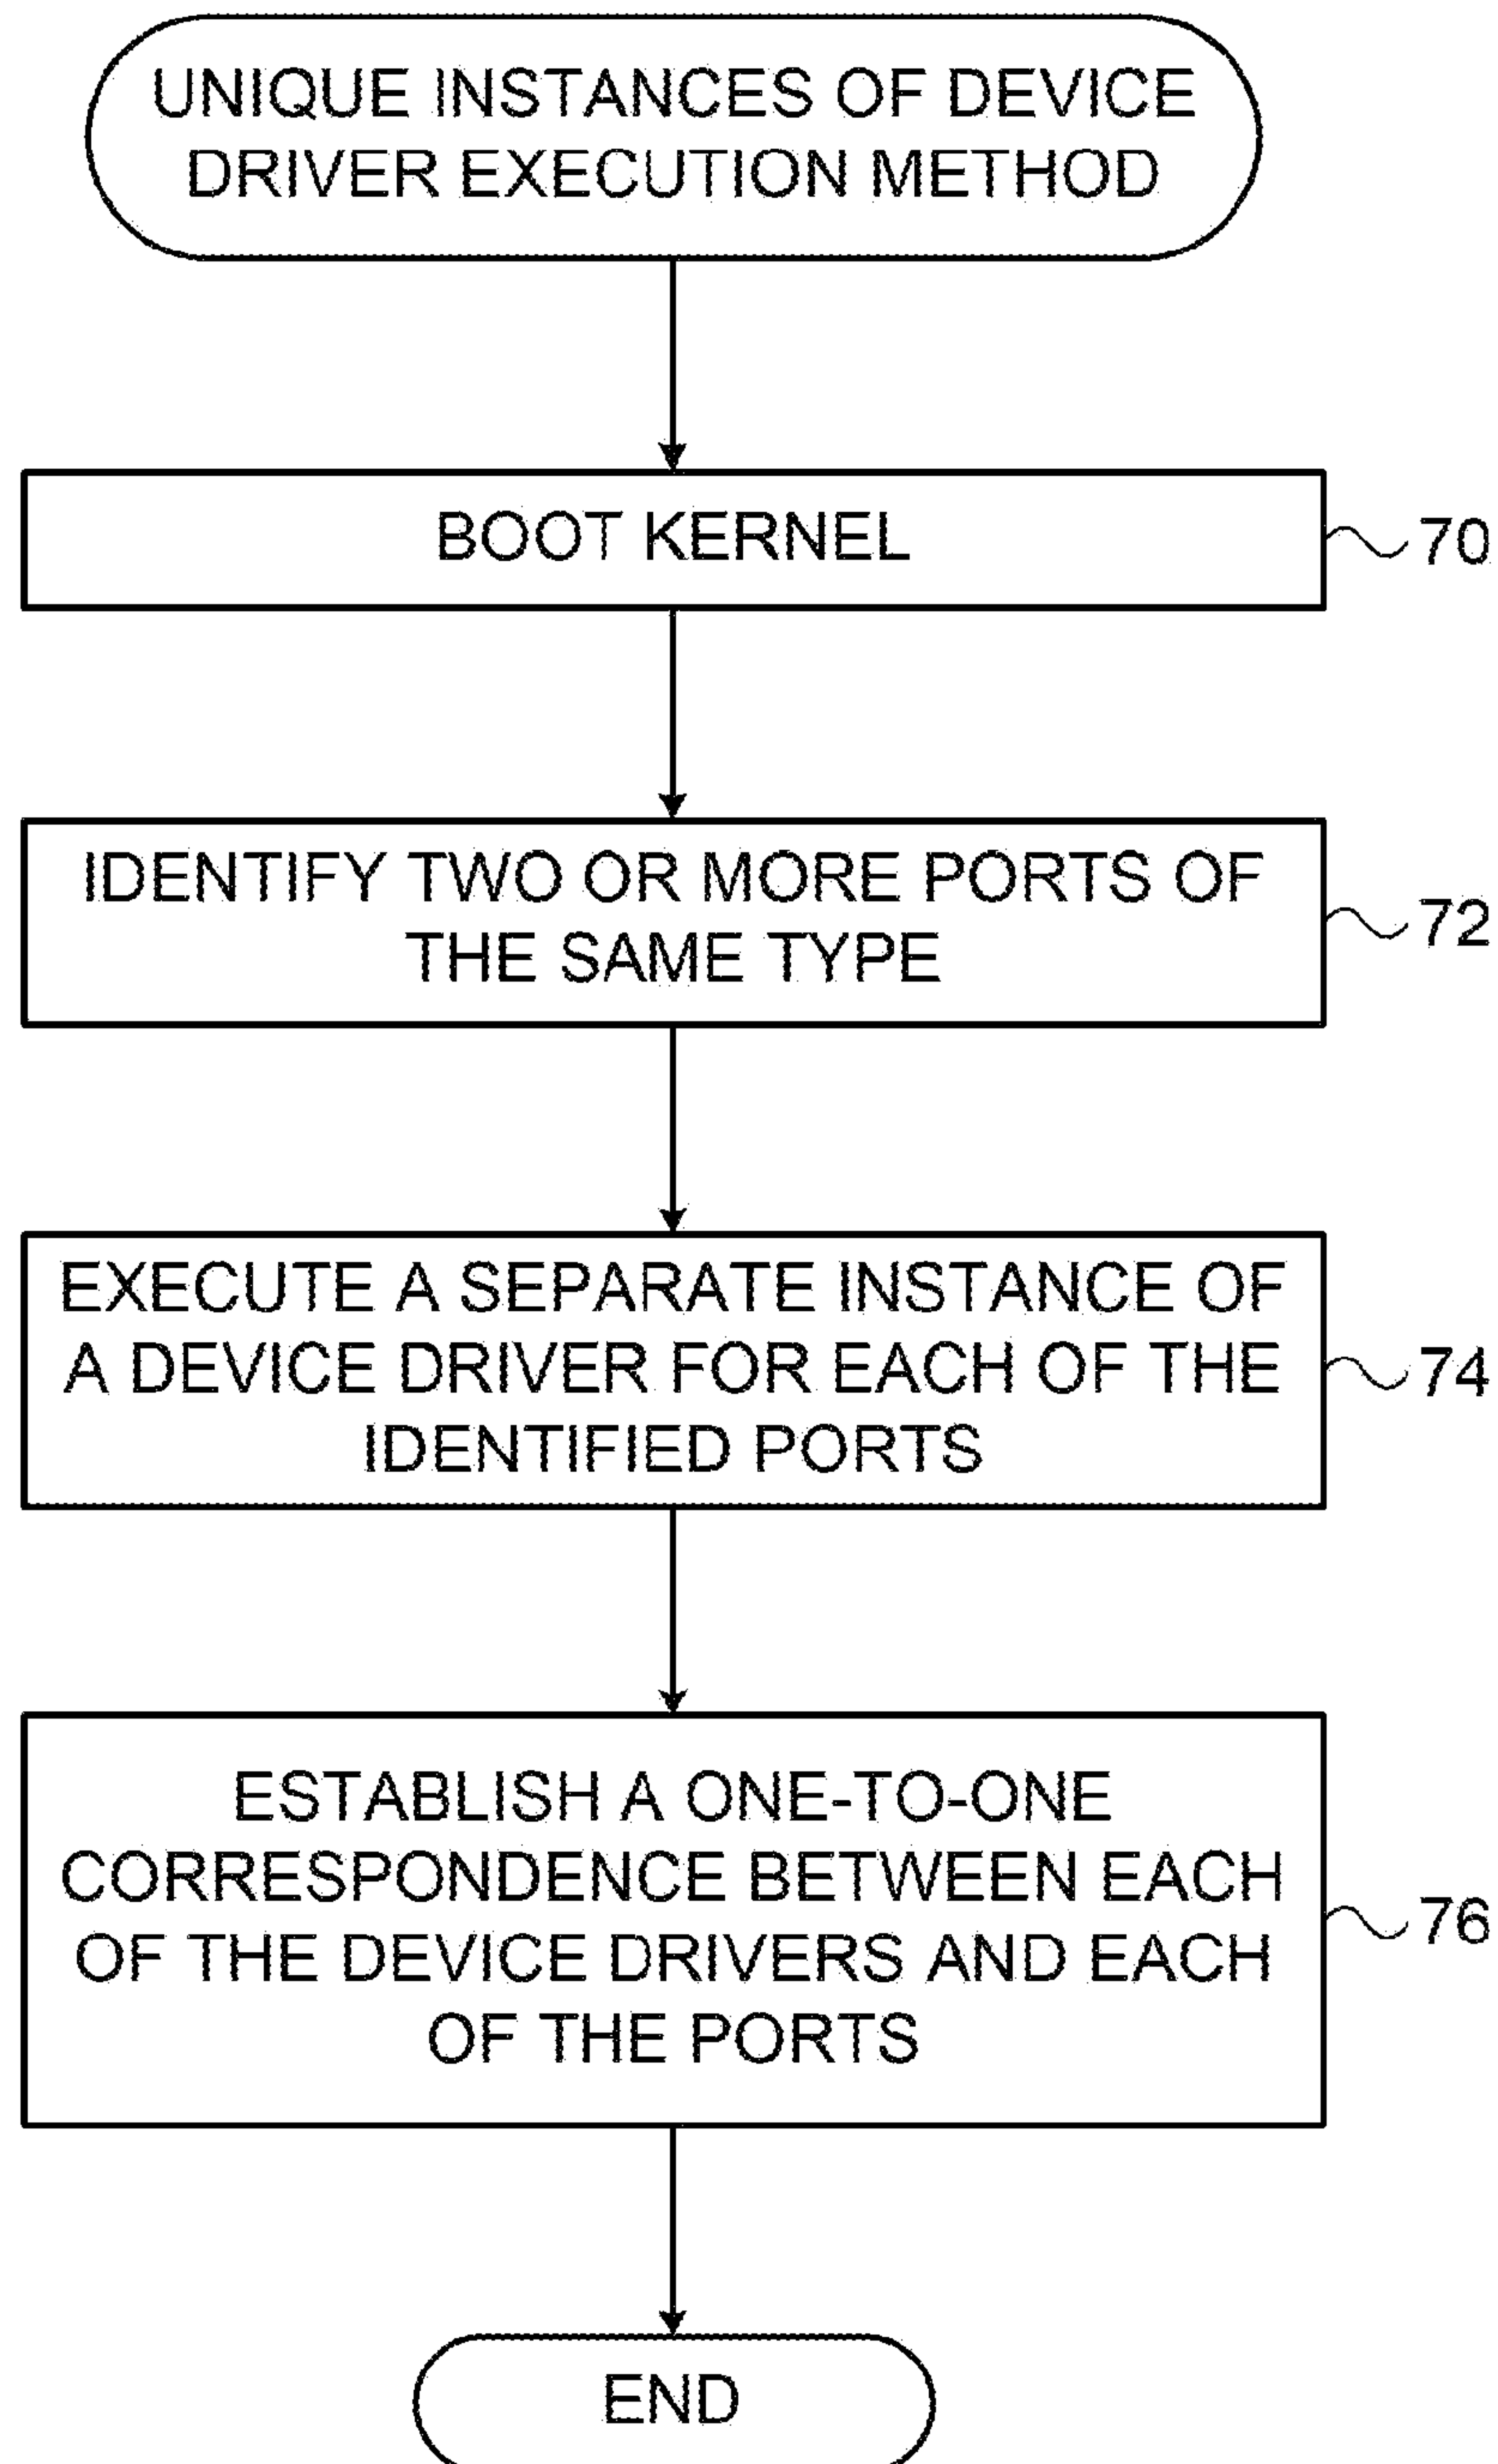 UNIQUE INSTANCES OF DEVICE
DRIVER EXECUTION METHOD
BOOT KERNEL
70
IDENTIFY TWO OR MORE PORTS OF
THE SAME TYPE
72
EXECUTE A SEPARATE INSTANCE OF
A DEVICE DRIVER FOR EACH OF THE
IDENTIFIED PORTS
74
ESTABLISH A ONE-TO-ONE
CORRESPONDENCE BETWEEN EACH
OF THE DEVICE DRIVERS AND EACH
OF THE PORTS
76
END